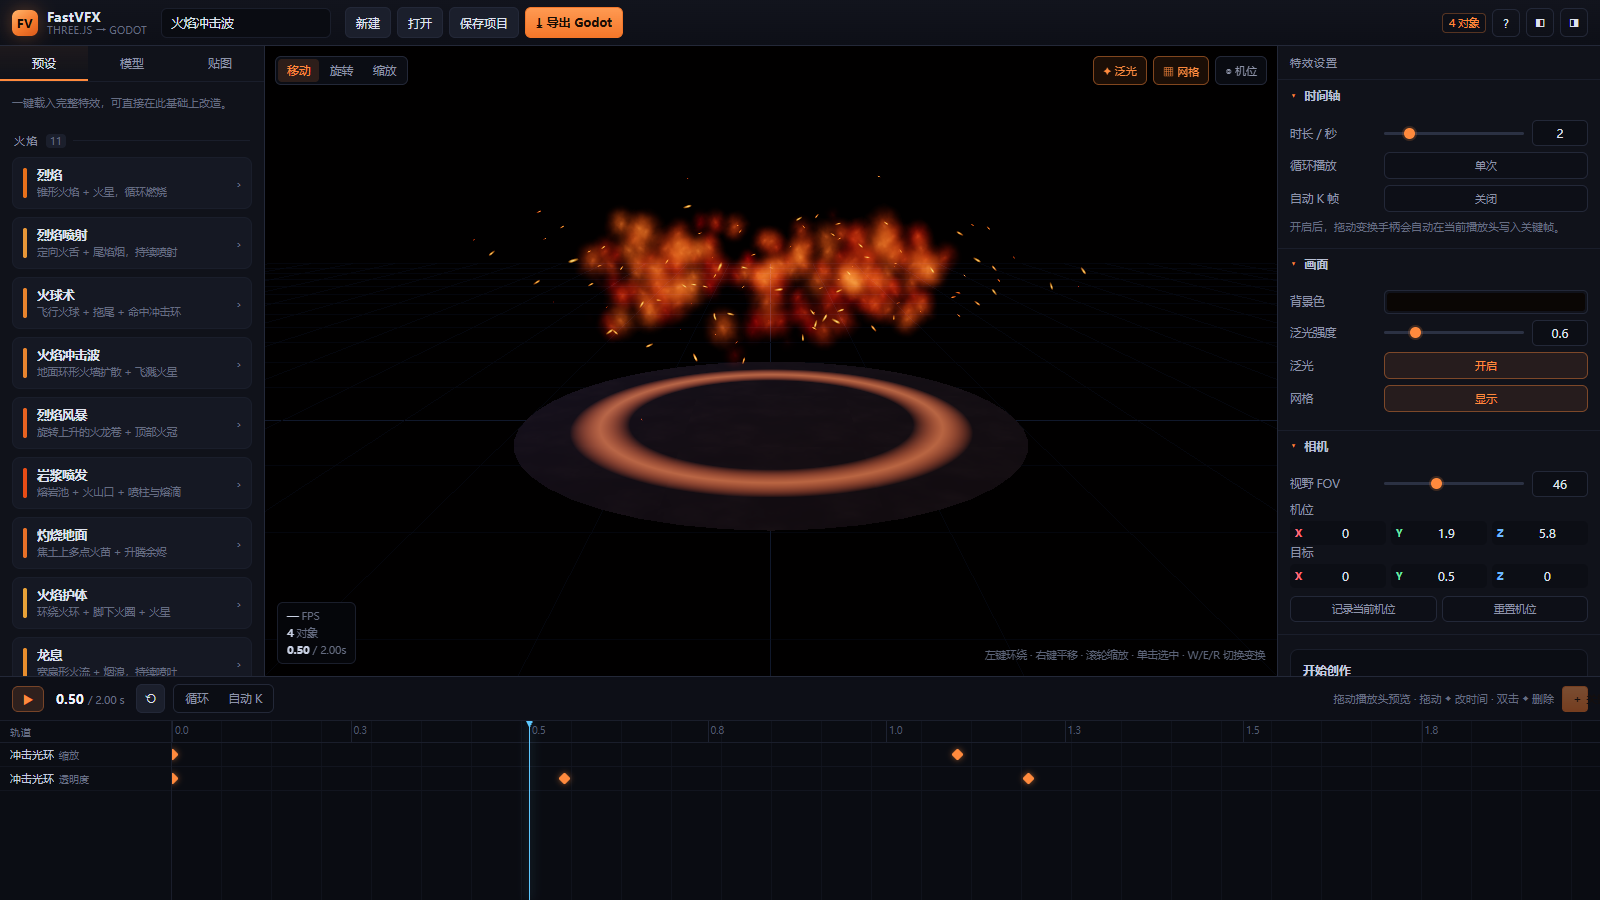 FV
FastVFX
THREE.JS → GODOT
火焰冲击波
新建
打开
保存项目
⤓ 导出 Godot
4 对象
?
预设
模型
贴图
一键载入完整特效，可直接在此基础上改造。
火焰 11
烈焰
锥形火焰 + 火星，循环燃烧
烈焰喷射
定向火舌 + 尾焰烟，持续喷射
火球术
飞行火球 + 拖尾 + 命中冲击环
火焰冲击波
地面环形火墙扩散 + 飞溅火星
烈焰风暴
旋转上升的火龙卷 + 顶部火冠
岩浆喷发
熔岩池 + 火山口 + 喷柱与熔滴
灼烧地面
焦土上多点火苗 + 升腾余烬
火焰护体
环绕火环 + 脚下火圈 + 火星
龙息
宽扇形火流 + 烟浪，持续喷吐
移动
旋转
缩放
✦ 泛光
▦ 网格
机位
— FPS
4 对象
0.50 / 2.00s
左键环绕 · 右键平移 · 滚轮缩放 · 单击选中 · W/E/R 切换变换
特效设置
时间轴
时长 / 秒
2
循环播放
单次
自动 K 帧
关闭
开启后，拖动变换手柄会自动在当前播放头写入关键帧。
画面
背景色
泛光强度
0.6
泛光
开启
网格
显示
相机
视野 FOV
46
机位
X 0 Y 1.9 Z 5.8
目标
X 0 Y 0.5 Z 0
记录当前机位
重置机位
开始创作
0.50 / 2.00 s
循环
自动 K
拖动播放头预览 · 拖动 ◆ 改时间 · 双击 ◆ 删除
+
轨道
0.0 0.3 0.5 0.8 1.0 1.3 1.5 1.8
冲击光环 缩放
冲击光环 透明度